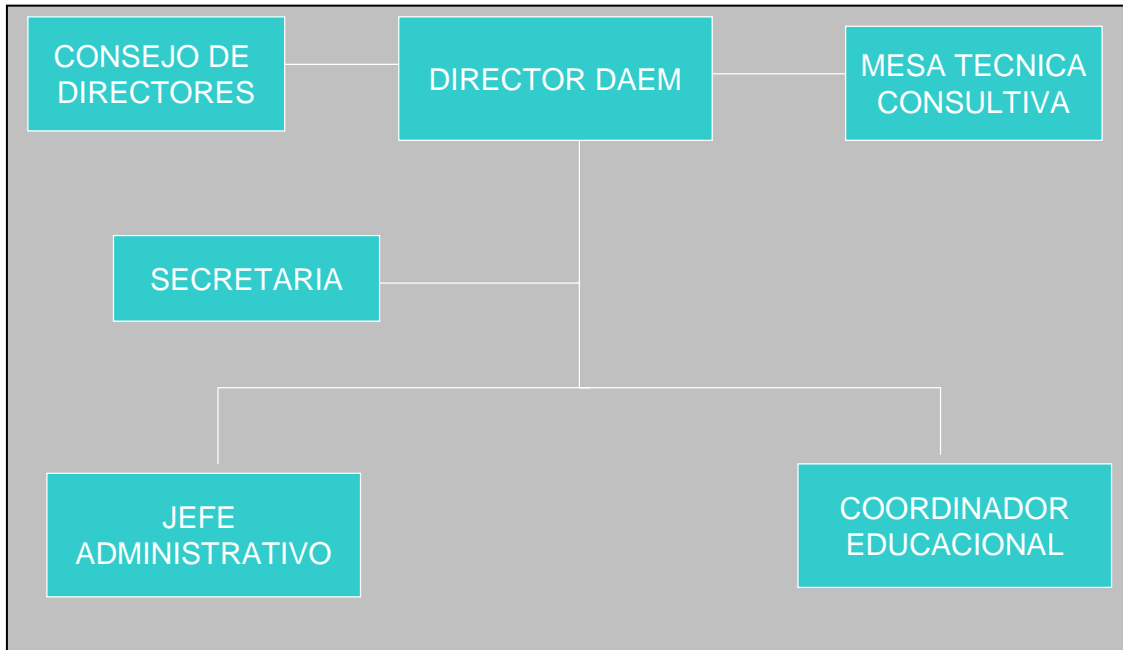 CONSEJO DE
DIRECTORES
DIRECTOR DAEM
MESA TECNICA
CONSULTIVA
SECRETARIA
JEFE
ADMINISTRATIVO
COORDINADOR
EDUCACIONAL